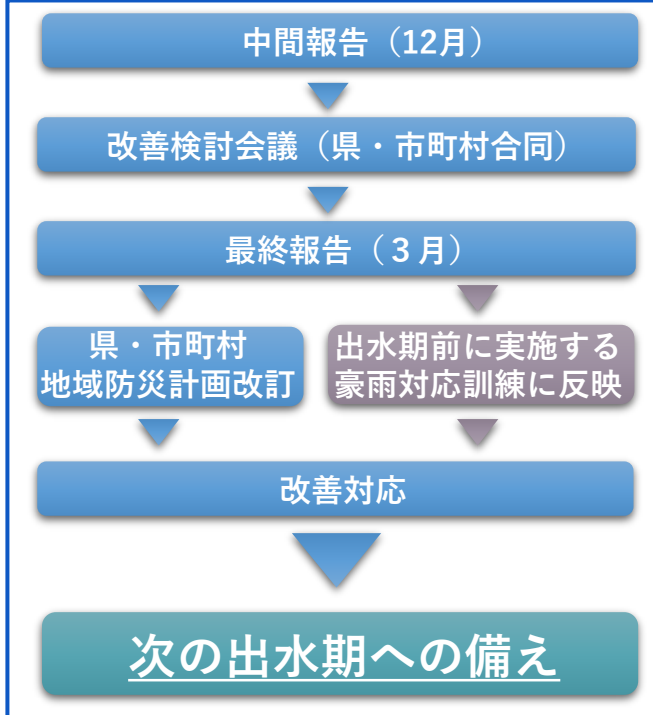 中間報告（12月）
改善検討会議（県・市町村合同）
最終報告（３月）
県・市町村
地域防災計画改訂
出水期前に実施する
豪雨対応訓練に反映
改善対応
次の出水期への備え